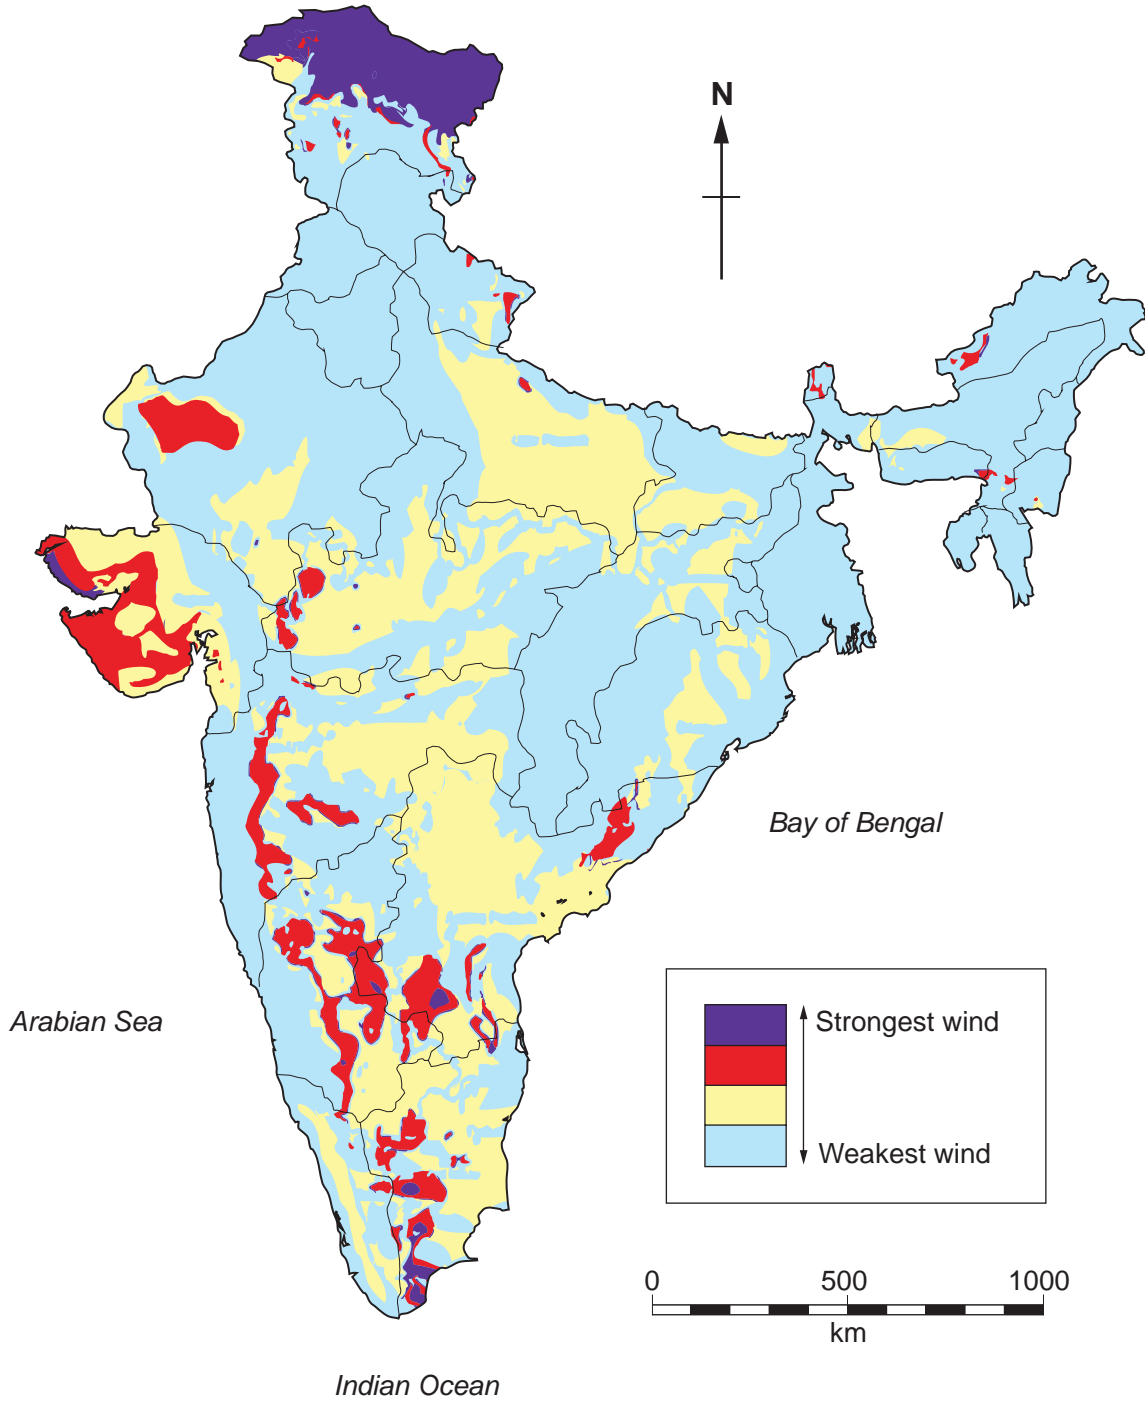 N
Bay of Bengal
Arabian Sea
Strongest wind
Weakest wind
0 500 1000
km
Indian Ocean